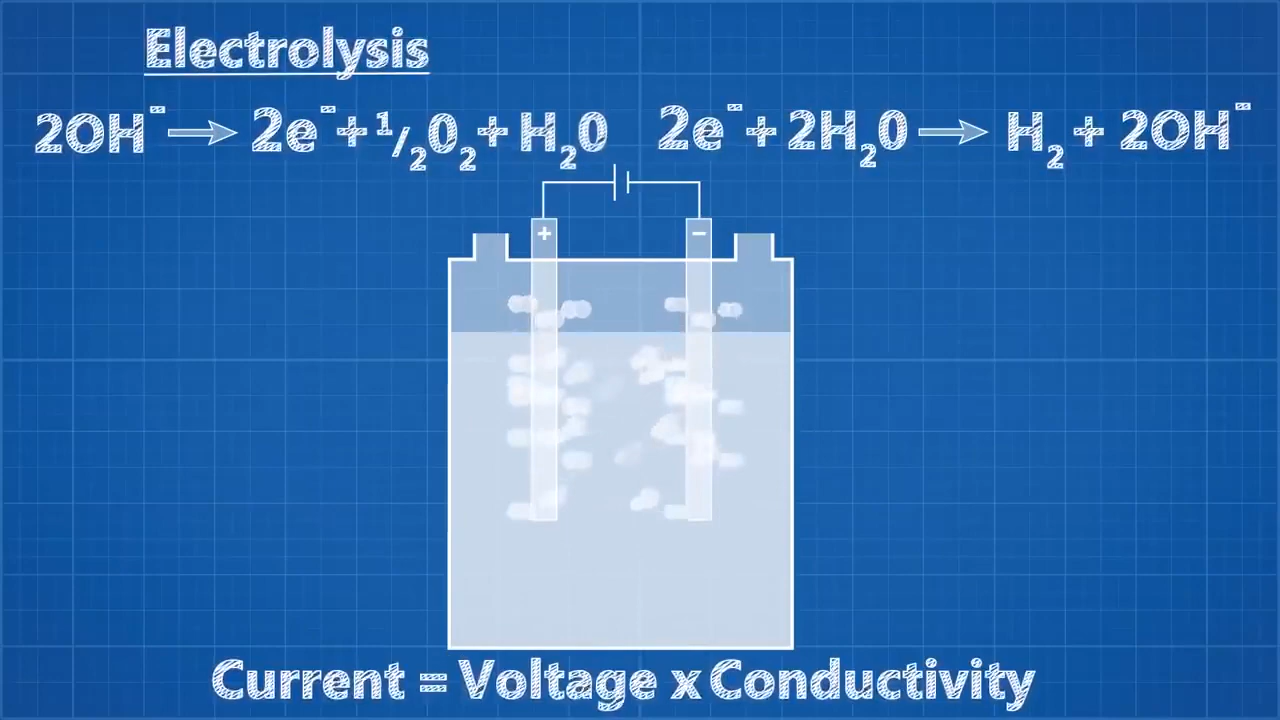 Electrolysis
2OH⁻ → 2e⁻ + ¹/₂O₂ + H₂O
2e⁻ + 2H₂O → H₂ + 2OH⁻
+ −
Current = Voltage x Conductivity